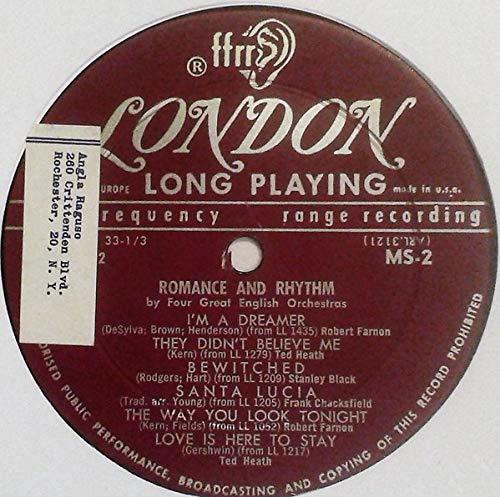 ffrr
®
LONDON
EUROPE LONG PLAYING made in u.s.a.
requency range recording
33-1/3 (ARL.3121)
2 MS-2
ROMANCE AND RHYTHM
by Four Great English Orchestras
I'M A DREAMER
(DeSylva; Brown; Henderson) (from LL 1435) Robert Farnon
THEY DIDN'T BELIEVE ME
(Kern) (from LL 1279) Ted Heath
BEWITCHED
(Rodgers; Hart) (from LL 1209) Stanley Black
SANTA LUCIA
(Trad. arr. Young) (from LL 1205) Frank Chacksfield
THE WAY YOU LOOK TONIGHT
(Kern; Fields) (from LL 1052) Robert Farnon
LOVE IS HERE TO STAY
(Gershwin) (from LL 1217)
Ted Heath
ORISED PUBLIC PERFORMANCE, BROADCASTING AND COPYING OF THIS RECORD PROHIBITED
Angla Raguso
260 Crittenden Blvd.
Rochester, 20, N. Y.